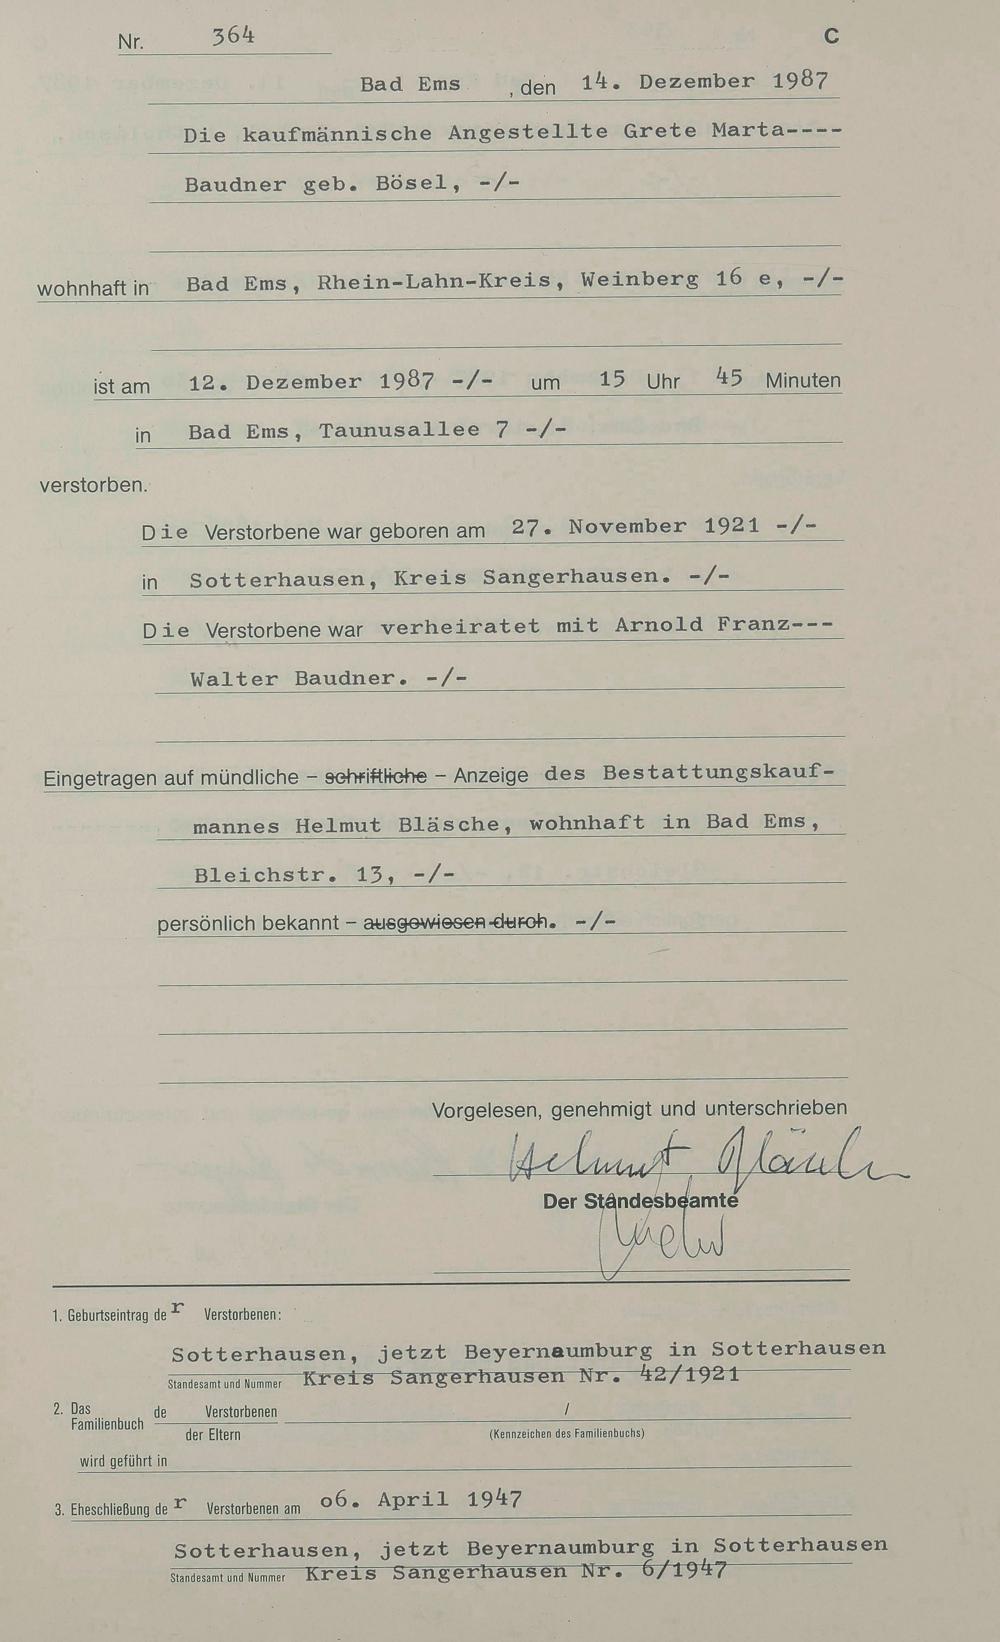 Nr. 364 C
Bad Ems , den 14. Dezember 1987
Die kaufmännische Angestellte Grete Marta----
Baudner geb. Bösel, -/-
wohnhaft in Bad Ems, Rhein-Lahn-Kreis, Weinberg 16 e, -/-
ist am 12. Dezember 1987 -/- um 15 Uhr 45 Minuten
in Bad Ems, Taunusallee 7 -/-
verstorben.
Die Verstorbene war geboren am 27. November 1921 -/-
in Sotterhausen, Kreis Sangerhausen. -/-
Die Verstorbene war verheiratet mit Arnold Franz---
Walter Baudner. -/-
Eingetragen auf mündliche – schriftliche – Anzeige des Bestattungskauf-
mannes Helmut Bläsche, wohnhaft in Bad Ems,
Bleichstr. 13, -/-
persönlich bekannt – ausgewiesen durch. -/-
Vorgelesen, genehmigt und unterschrieben
Helmut Bläsche
Der Standesbeamte
1. Geburtseintrag der Verstorbenen:
Sotterhausen, jetzt Beyernaumburg in Sotterhausen
Standesamt und Nummer Kreis Sangerhausen Nr. 42/1921
2. Das Familienbuch de Verstorbenen /
der Eltern (Kennzeichen des Familienbuchs)
wird geführt in
3. Eheschließung der Verstorbenen am o6. April 1947
Sotterhausen, jetzt Beyernaumburg in Sotterhausen
Standesamt und Nummer Kreis Sangerhausen Nr. 6/1947